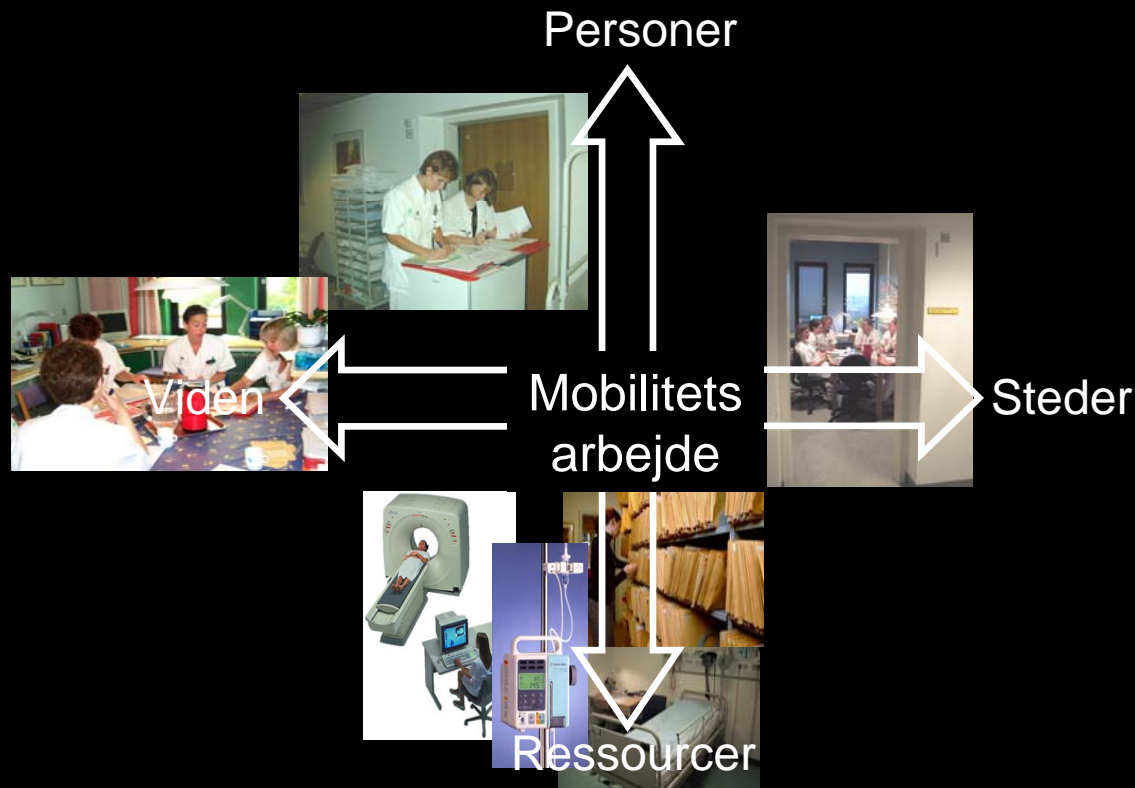 Personer
Viden
Mobilitets
arbejde
Steder
Ressourcer